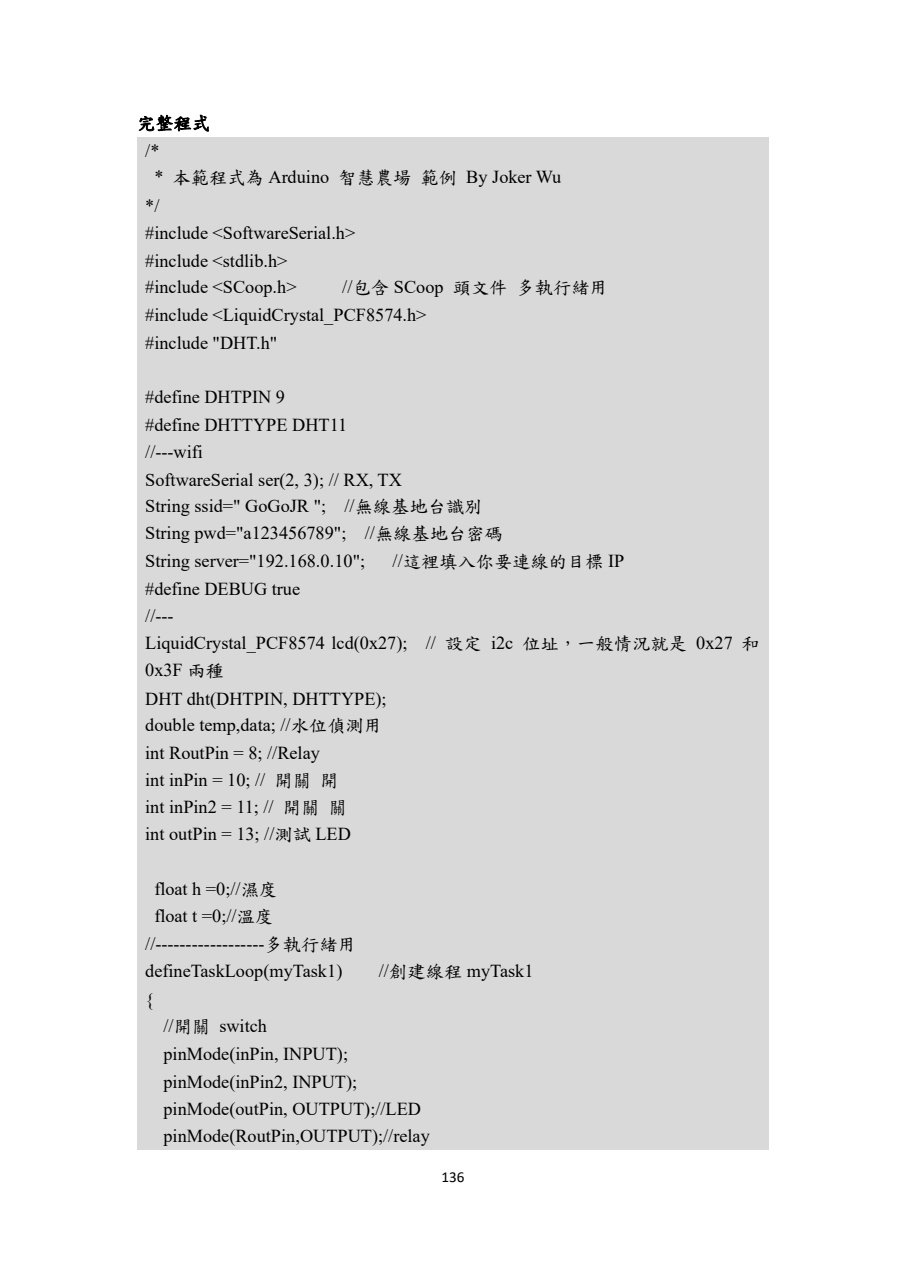 完整程式
/*
  * 本範程式為 Arduino 智慧農場 範例 By Joker Wu
*/
#include <SoftwareSerial.h>
#include <stdlib.h>
#include <SCoop.h>      //包含 SCoop 頭文件 多執行緒用
#include <LiquidCrystal_PCF8574.h>
#include "DHT.h"

#define DHTPIN 9
#define DHTTYPE DHT11
//---wifi
SoftwareSerial ser(2, 3); // RX, TX
String ssid=" GoGoJR ";   //無線基地台識別
String pwd="a123456789";   //無線基地台密碼
String server="192.168.0.10";    //這裡填入你要連線的目標 IP
#define DEBUG true
//---
LiquidCrystal_PCF8574 lcd(0x27);  // 設定 i2c 位址，一般情況就是 0x27 和
0x3F 兩種
DHT dht(DHTPIN, DHTTYPE);
double temp,data; //水位偵測用
int RoutPin = 8; //Relay
int inPin = 10; // 開關 開
int inPin2 = 11; // 開關 關
int outPin = 13; //測試 LED

  float h =0;//濕度
  float t =0;//溫度
//------------------多執行緒用
defineTaskLoop(myTask1)     //創建線程 myTask1
{
   //開關 switch
   pinMode(inPin, INPUT);
   pinMode(inPin2, INPUT);
   pinMode(outPin, OUTPUT);//LED
   pinMode(RoutPin,OUTPUT);//relay
136